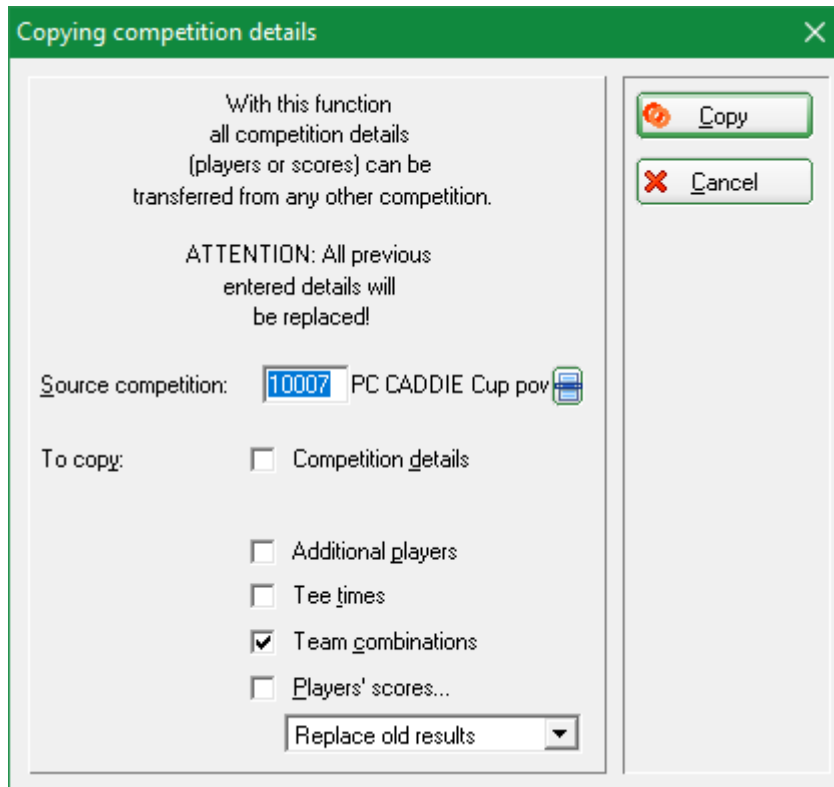 Copying competition details
With this function
all competition details
(players or scores) can be
transferred from any other competition.
ATTENTION: All previous
entered details will
be replaced!
Source competition: 10007 PC CADDIE Cup pov
To copy: Competition details
Additional players
Tee times
Team combinations
Players' scores...
Replace old results
Copy
Cancel